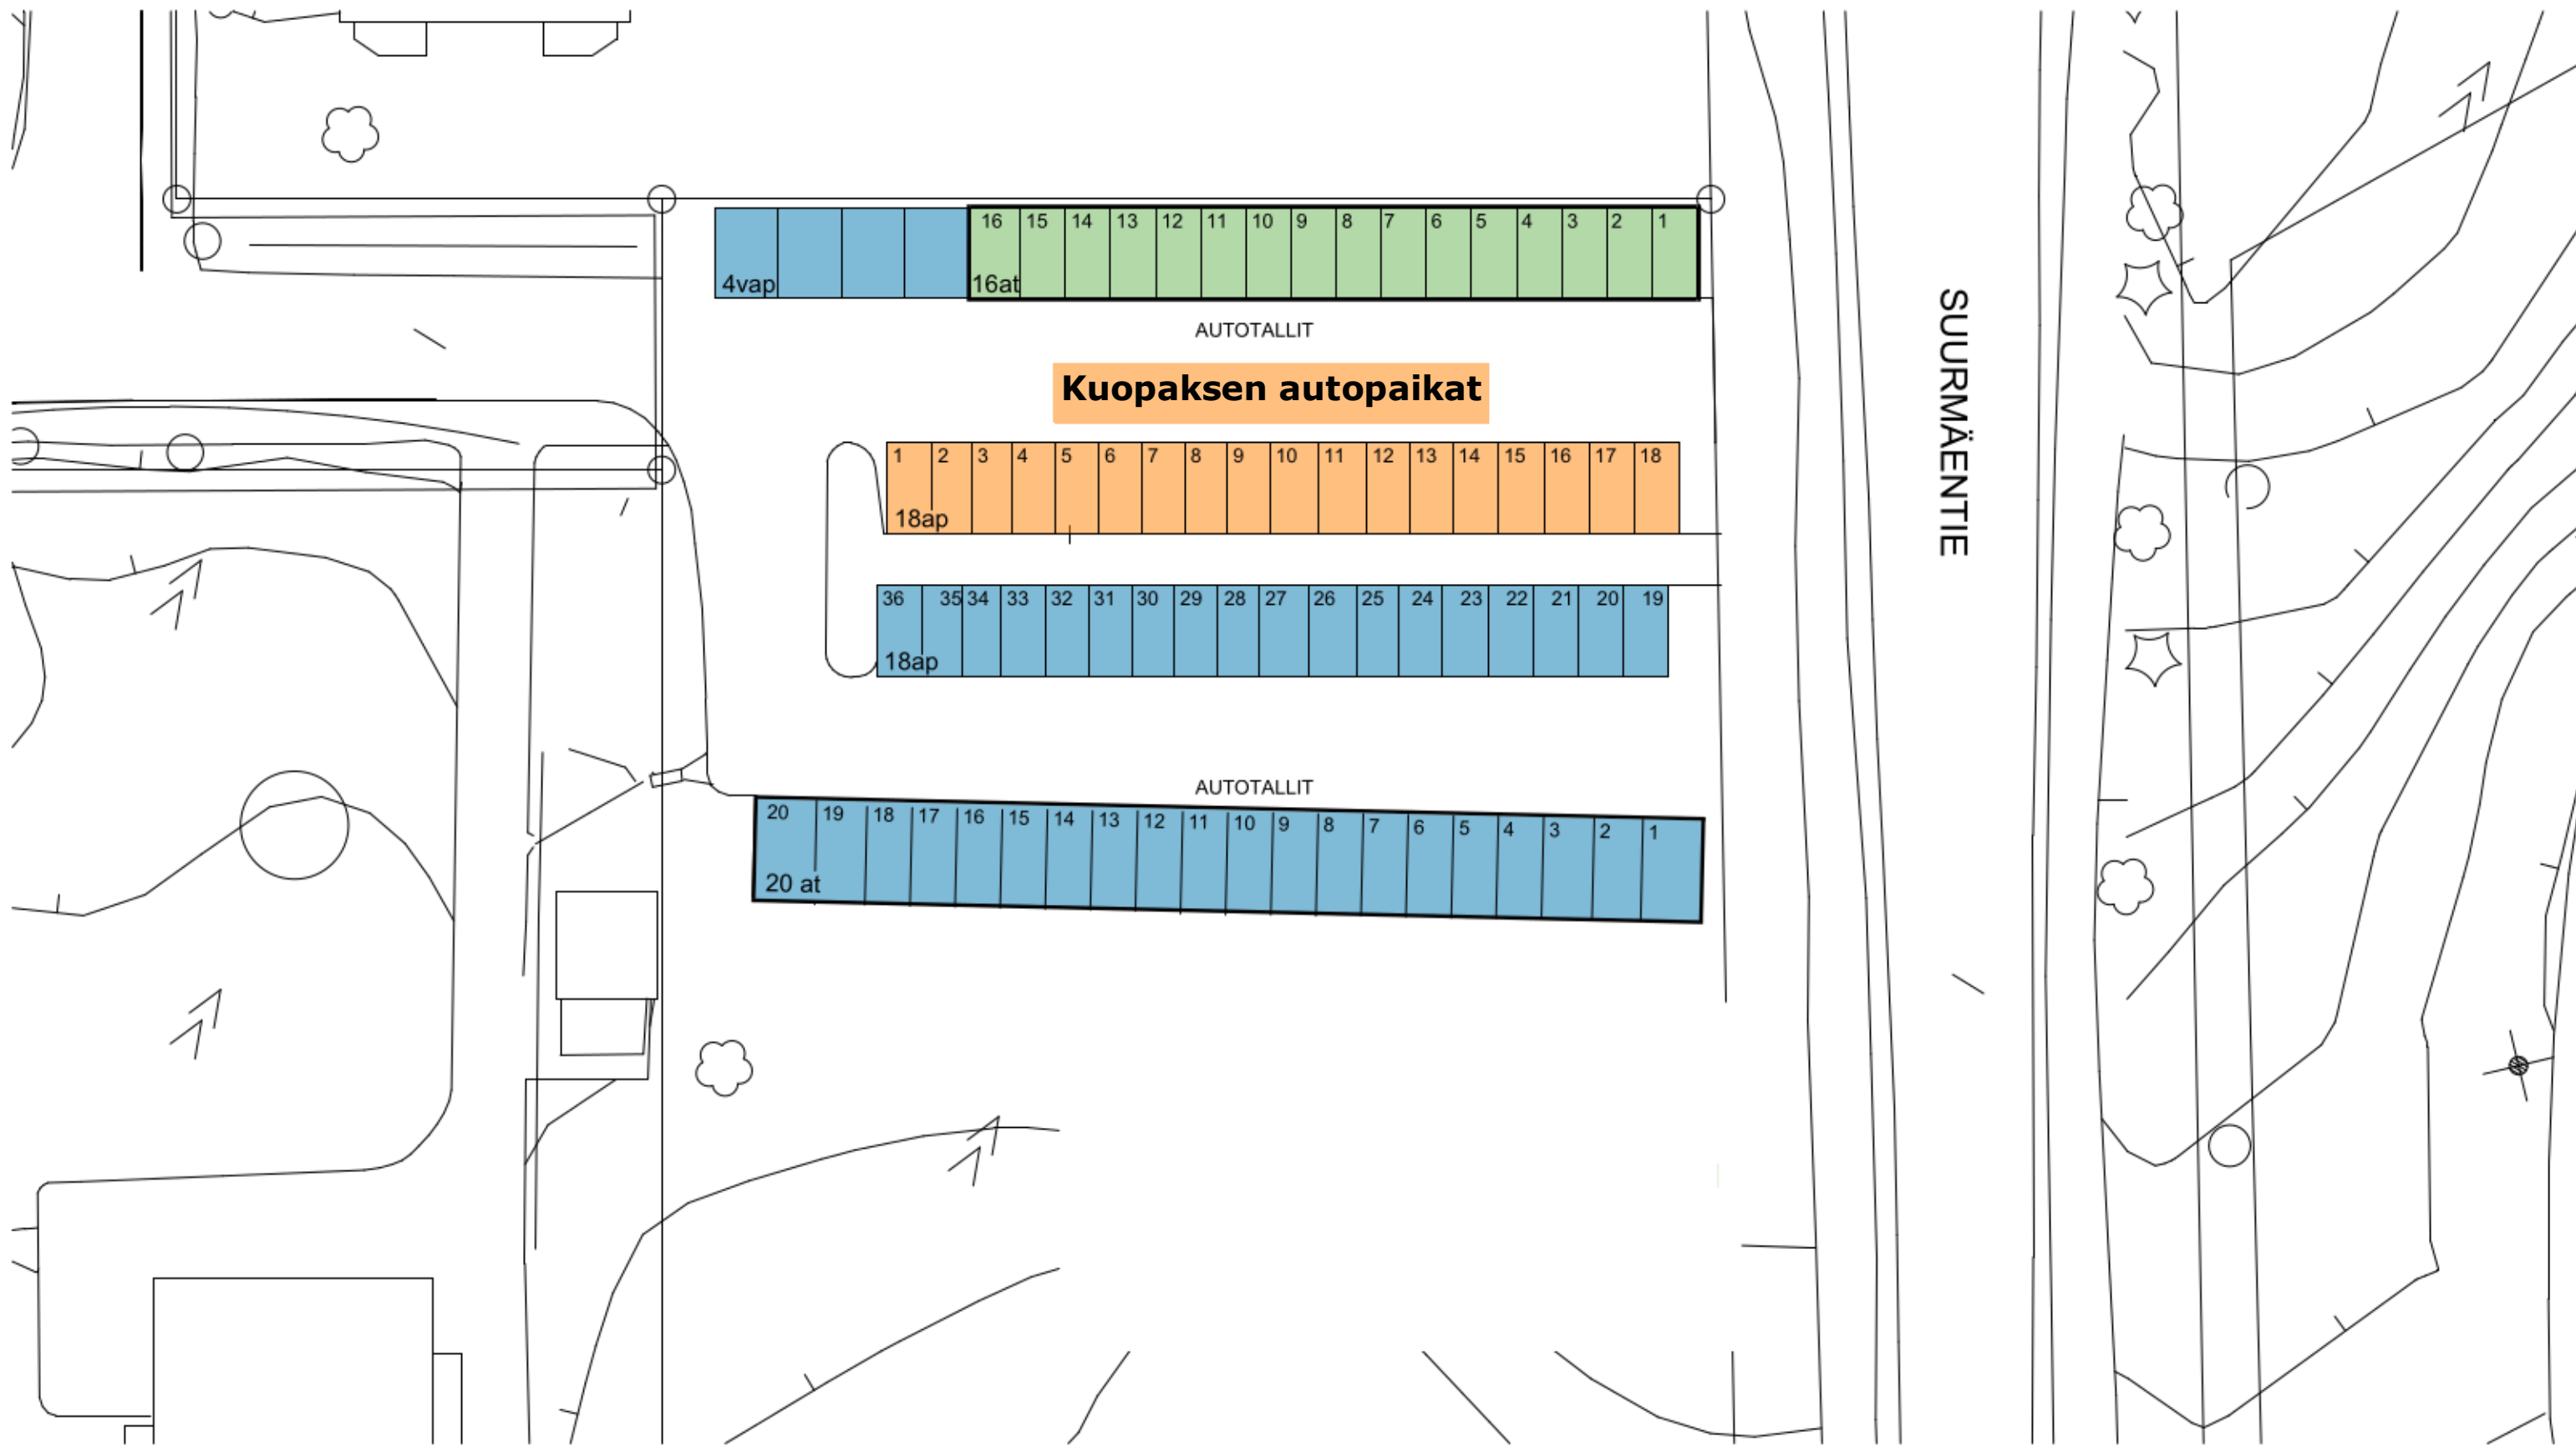 16 15 14 13 12 11 10 9 8 7 6 5 4 3 2 1
4vap 16at
AUTOTALLIT
Kuopaksen autopaikat
SUURMÄENTIE
1 2 3 4 5 6 7 8 9 10 11 12 13 14 15 16 17 18
18ap
36 35 34 33 32 31 30 29 28 27 26 25 24 23 22 21 20 19
18ap
AUTOTALLIT
20 19 18 17 16 15 14 13 12 11 10 9 8 7 6 5 4 3 2 1
20 at